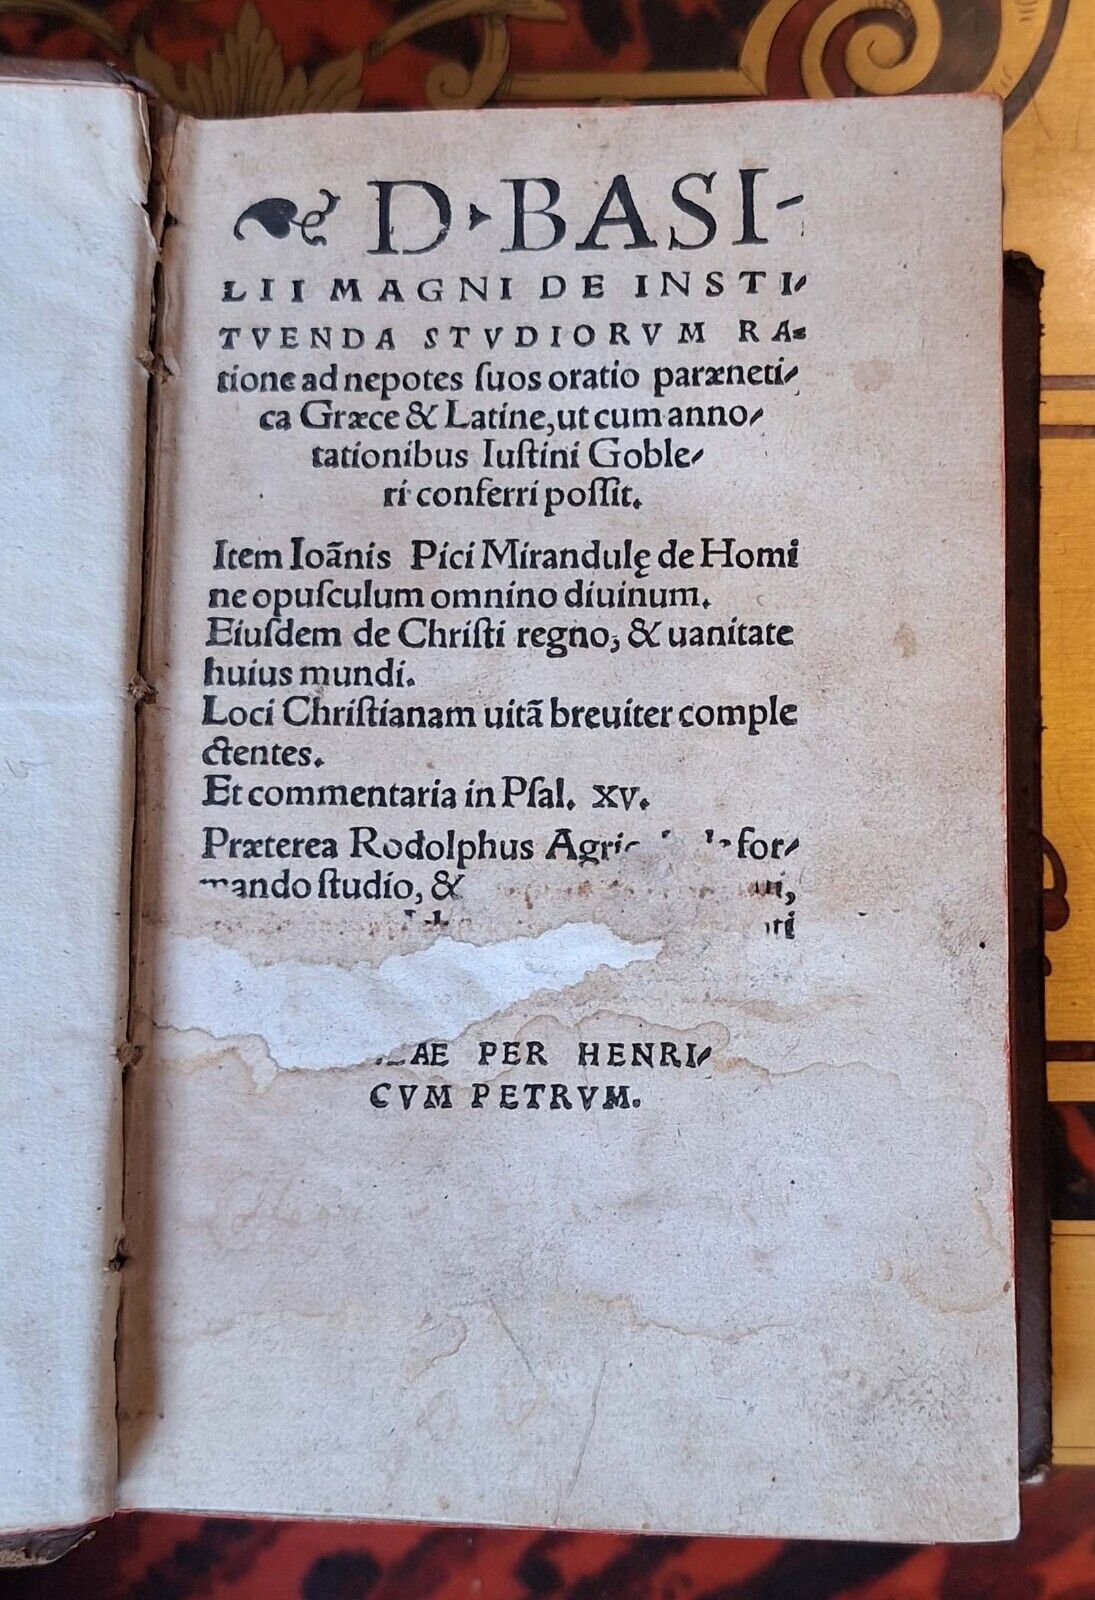 D. BASI-
LII MAGNI DE INSTI-
TVENDA STVDIORVM RA-
tione ad nepotes ſuos oratio paræneti-
ca Græce & Latine, ut cum anno-
tationibus Iuſtini Goble-
ri conferri poſſit.
Item Ioãnis Pici Mirandulę de Homi
ne opuſculum omnino diuinum.
Eiuſdem de Chriſti regno, & uanitate
huius mundi.
Loci Chriſtianam uitã breuiter comple
ctentes.
Et commentaria in Pſal. XV.
Præterea Rodolphus for-
mando ſtudio, &
PER HENRI-
CVM PETRVM.